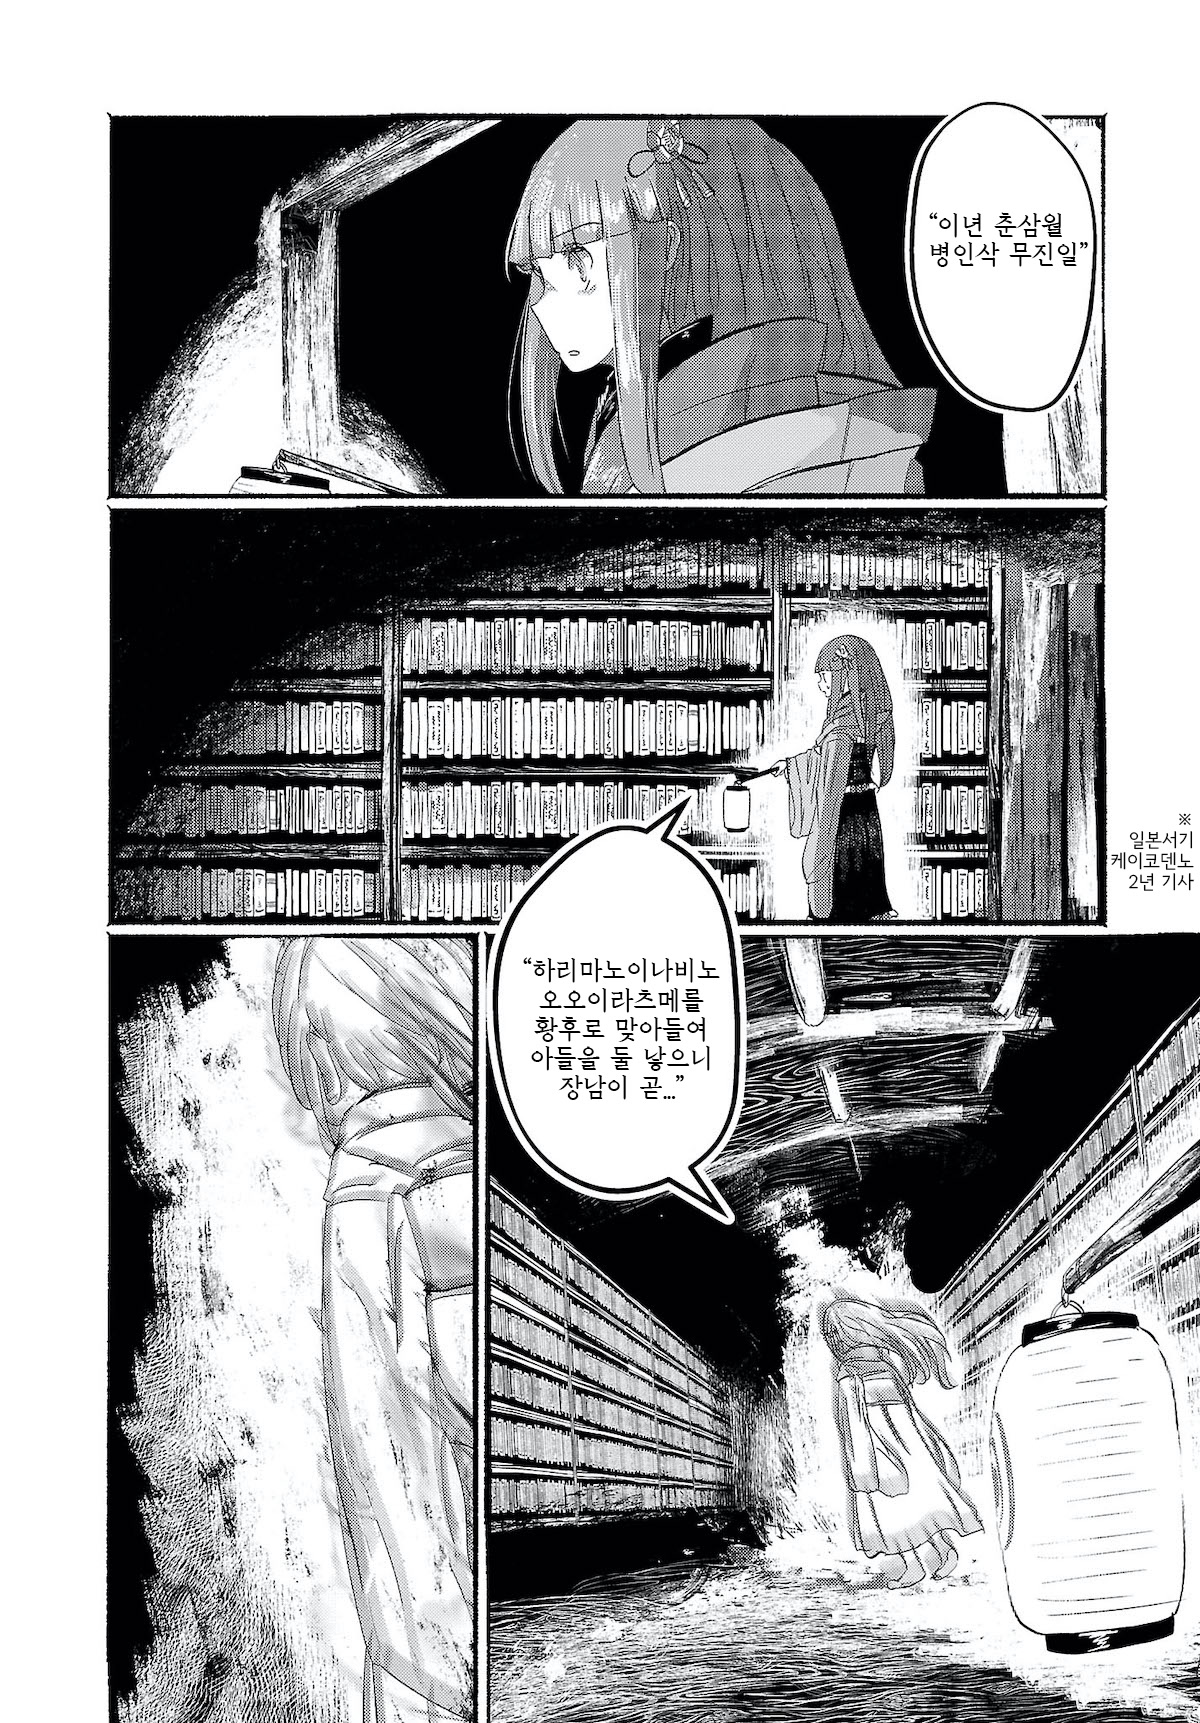 “이년 춘삼월
병인삭 무진일”
※
일본서기
케이코덴노
2년 기사
“하리마노이나비노
오오이라츠메를
황후로 맞아들여
아들을 둘 낳으니
장남이 곧...”